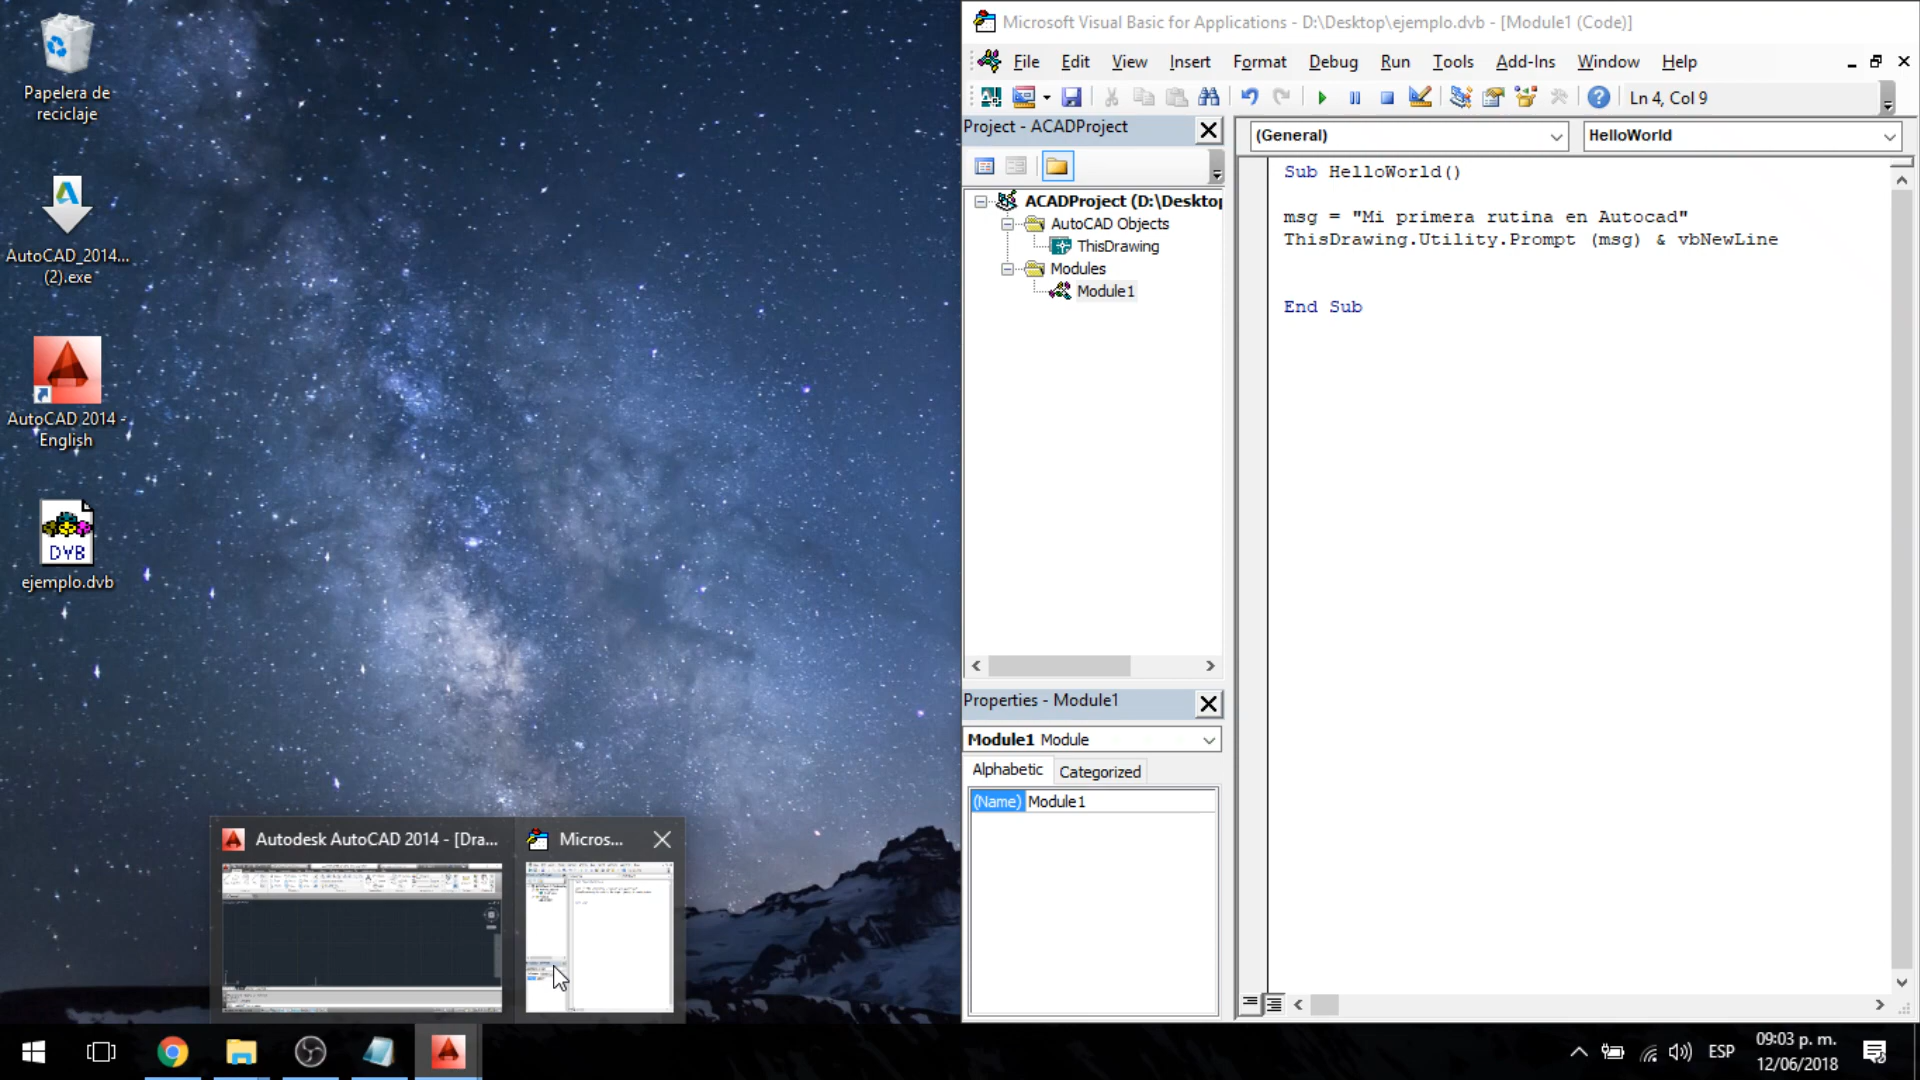 Papelera de
reciclaje
AutoCAD_2014...
(2).exe
AutoCAD 2014 -
English
DVB
ejemplo.dvb
Microsoft Visual Basic for Applications - D:\Desktop\ejemplo.dvb - [Module1 (Code)]
File Edit View Insert Format Debug Run Tools Add-Ins Window Help
Ln 4, Col 9
Project - ACADProject
ACADProject (D:\Deskto
AutoCAD Objects
ThisDrawing
Modules
Module1
Properties - Module1
Module1 Module
Alphabetic Categorized
(Name) Module1
(General) HelloWorld
Sub HelloWorld()
msg = "Mi primera rutina en Autocad"
ThisDrawing.Utility.Prompt (msg) & vbNewLine
End Sub
Autodesk AutoCAD 2014 - [Dra...
Micros...
ESP
09:03 p. m.
12/06/2018